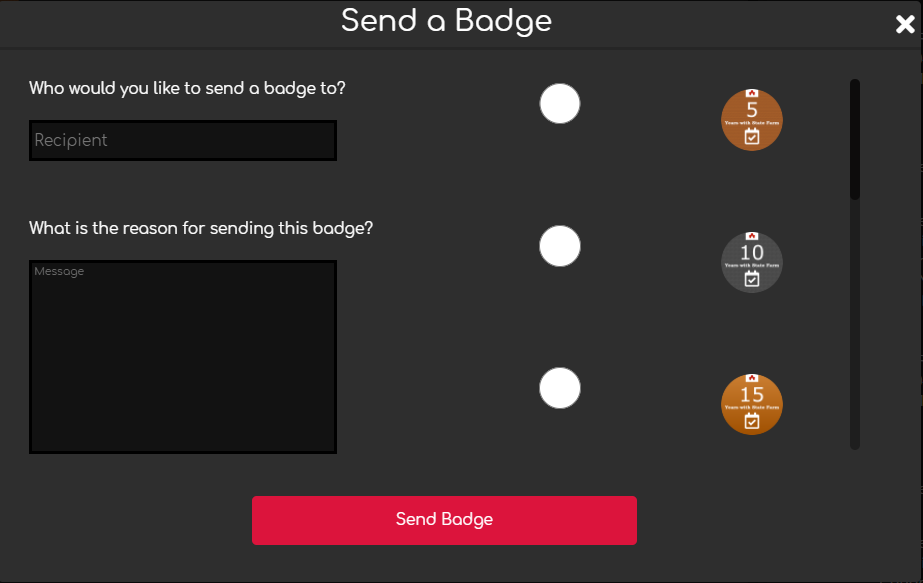 Send a Badge
Who would you like to send a badge to?
Recipient
What is the reason for sending this badge?
Message
5
Years with State Farm
10
Years with State Farm
15
Years with State Farm
Send Badge